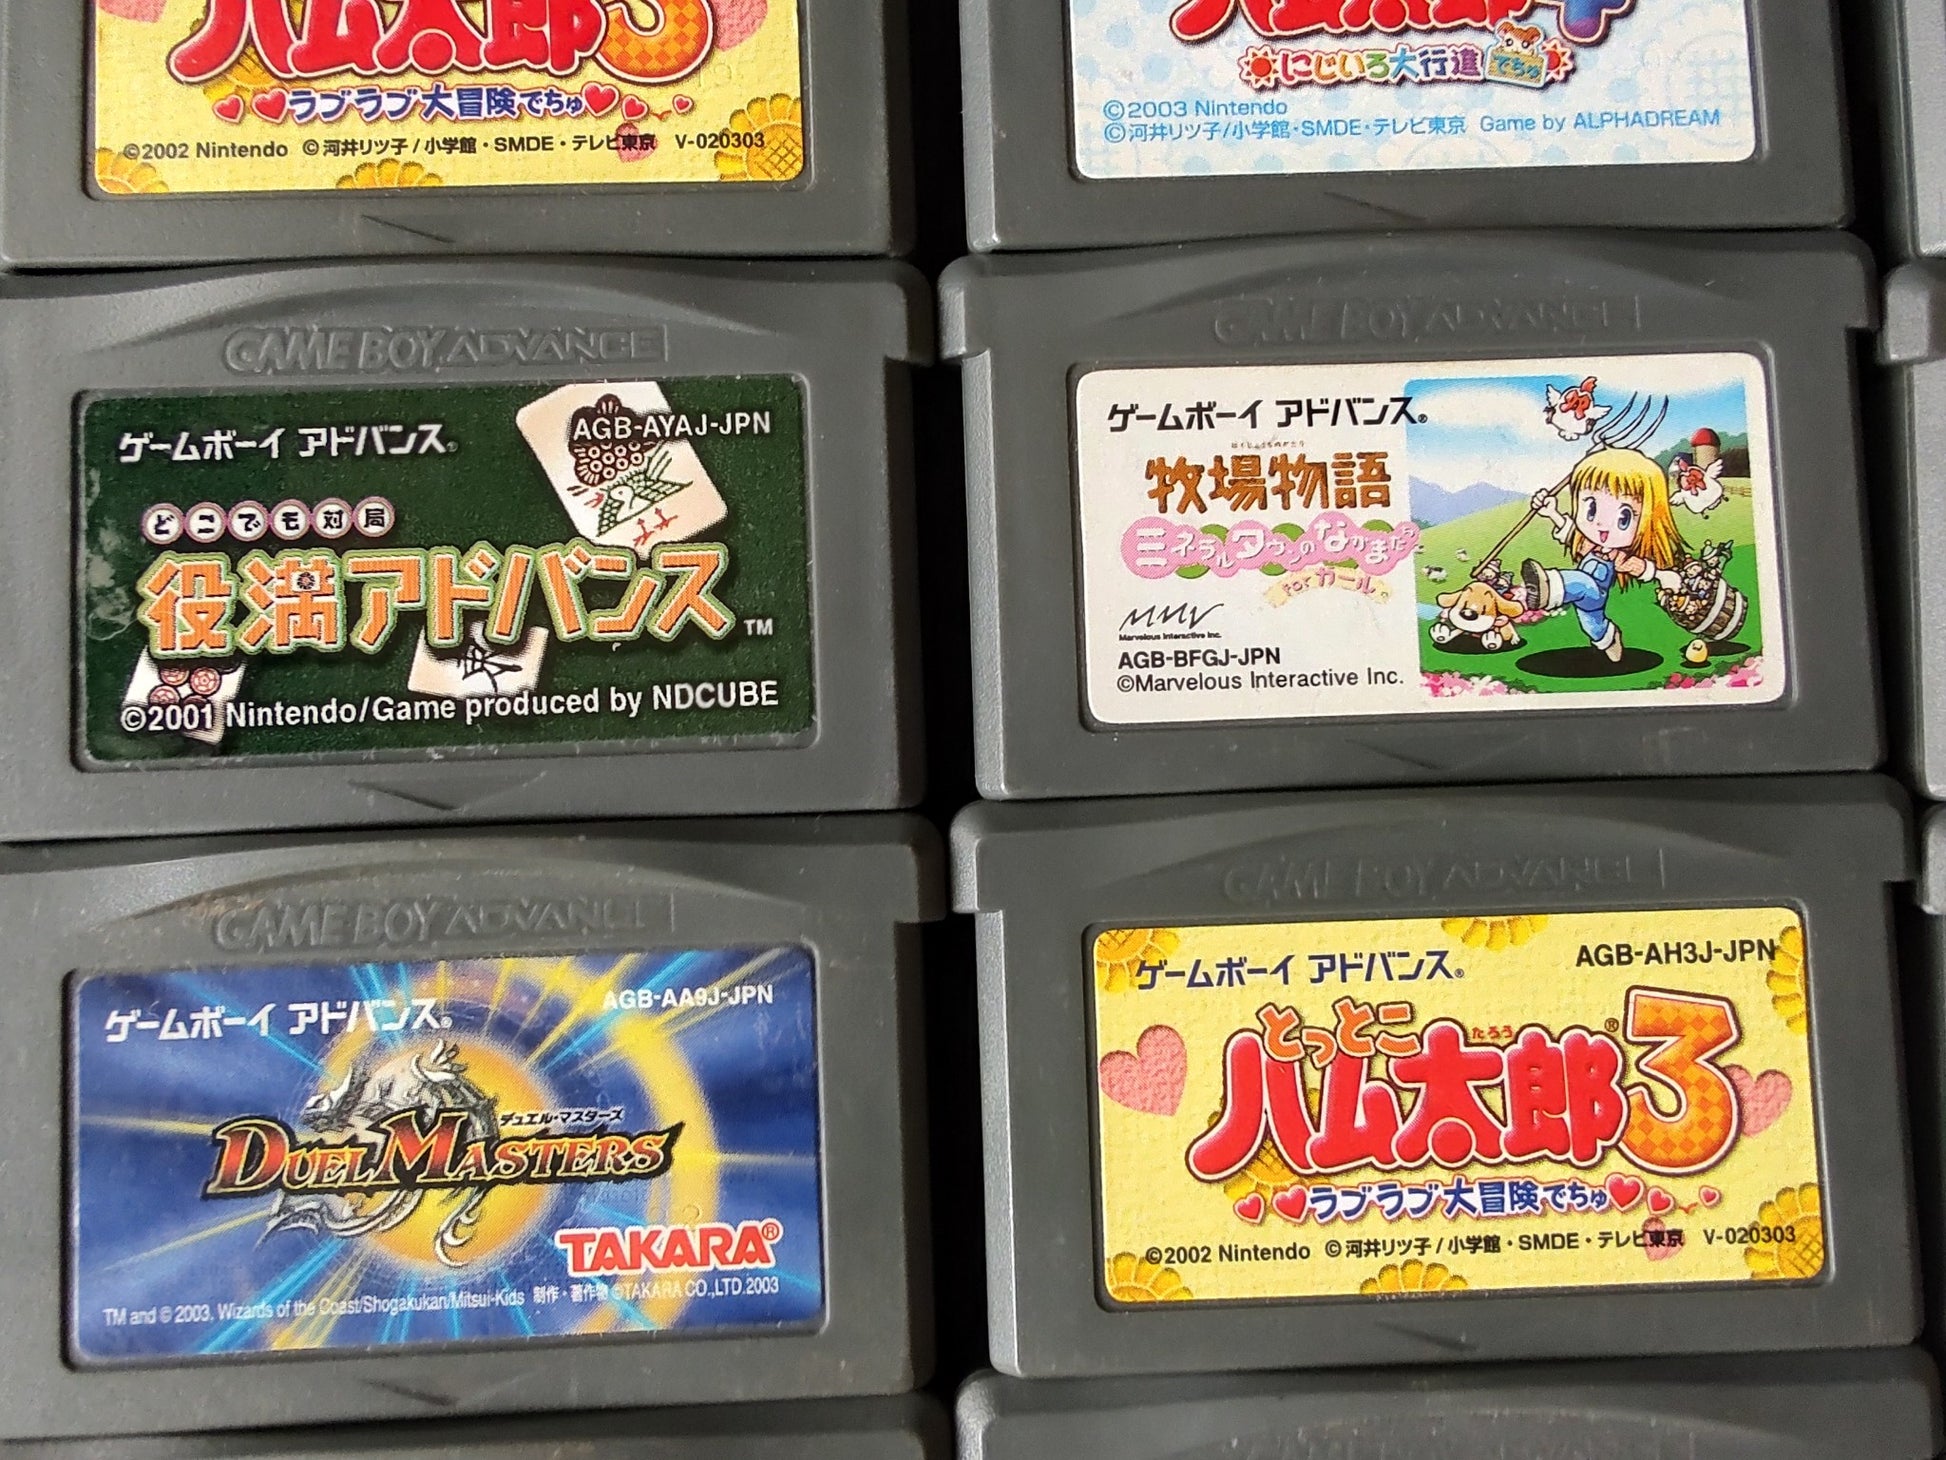 ハム太郎3
ラブラブ大冒険でちゅ
©2002 Nintendo ©河井リツ子/小学館・SMDE・テレビ東京 V-020303
ハム太郎4
にじいろ大行進でちゅ
©2003 Nintendo
©河井リツ子/小学館・SMDE・テレビ東京 Game by ALPHADREAM
GAME BOY ADVANCE
ゲームボーイ アドバンス®
AGB-AYAJ-JPN
どこでも対局
役満アドバンス™
©2001 Nintendo/Game produced by NDCUBE
GAME BOY ADVANCE
ゲームボーイ アドバンス®
牧場物語
ミネラルタウンのなかまたち
for ガール
MMV
Marvelous Interactive Inc.
AGB-BFGJ-JPN
©Marvelous Interactive Inc.
GAME BOY ADVANCE
ゲームボーイ アドバンス®
AGB-AA9J-JPN
デュエル・マスターズ
DUEL MASTERS
TAKARA®
TM and © 2003, Wizards of the Coast/Shogakukan/Mitsui-Kids 制作・著作物 ©TAKARA CO.,LTD.2003
GAME BOY ADVANCE
ゲームボーイ アドバンス®
AGB-AH3J-JPN
とっとこ
たろう
ハム太郎®3
ラブラブ大冒険でちゅ
©2002 Nintendo ©河井リツ子/小学館・SMDE・テレビ東京 V-020303